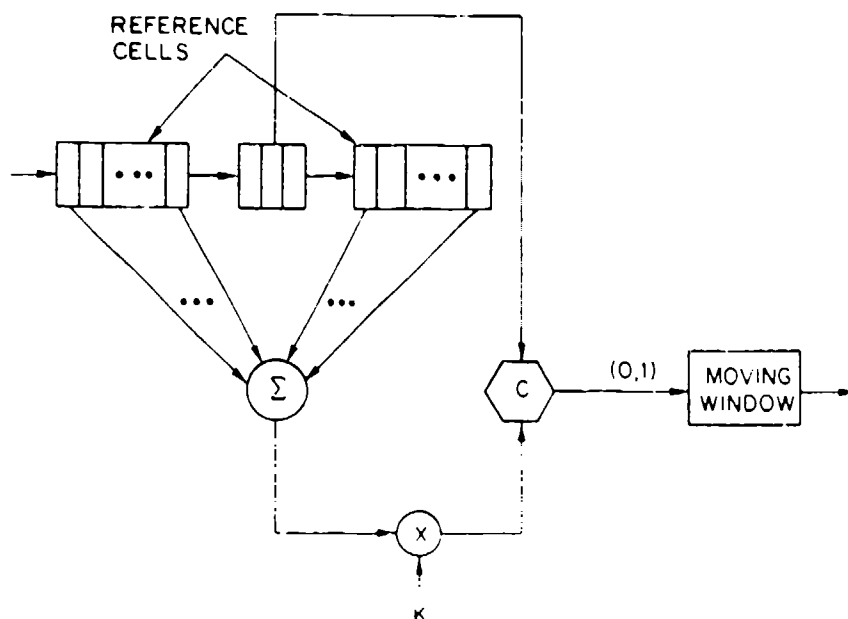 REFERENCE
CELLS
•••
•••
•••
•••
Σ
C
(0,1)
MOVING
WINDOW
X
K